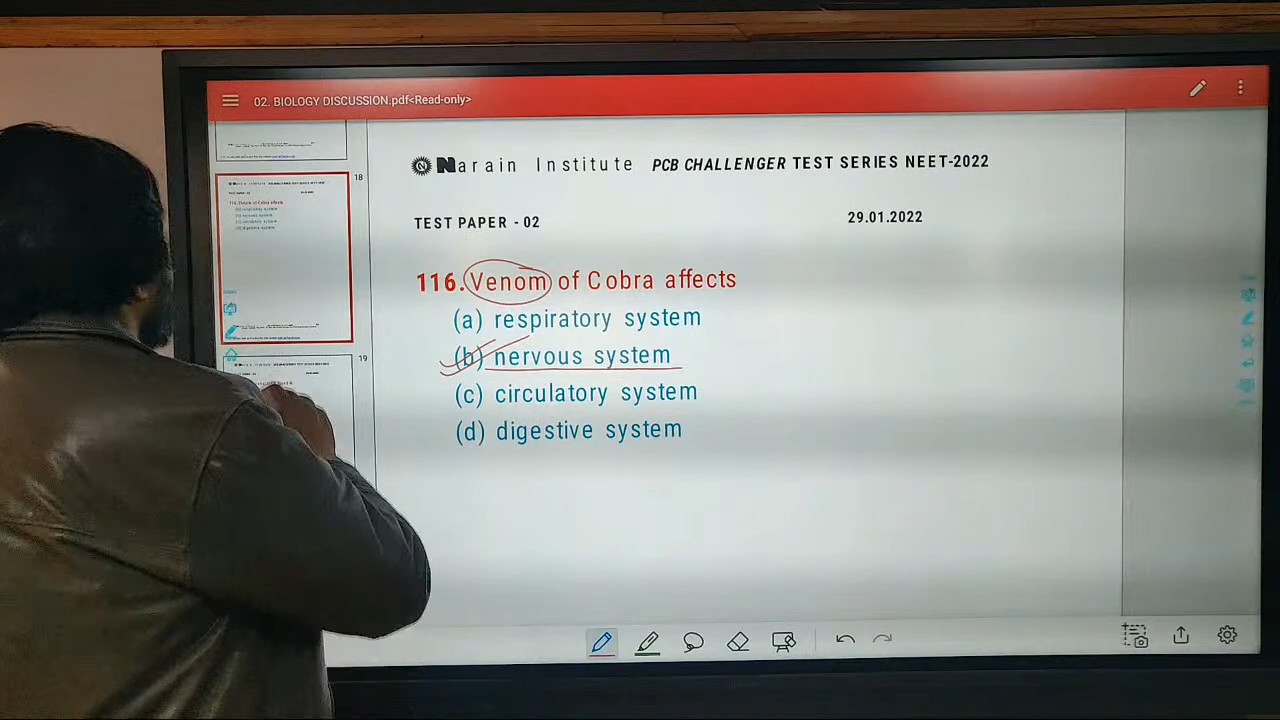 02. BIOLOGY DISCUSSION.pdf<Read-only>
18
19
Narain Institute PCB CHALLENGER TEST SERIES NEET-2022
TEST PAPER - 02 29.01.2022
116. Venom of Cobra affects
(a) respiratory system
(b) nervous system
(c) circulatory system
(d) digestive system